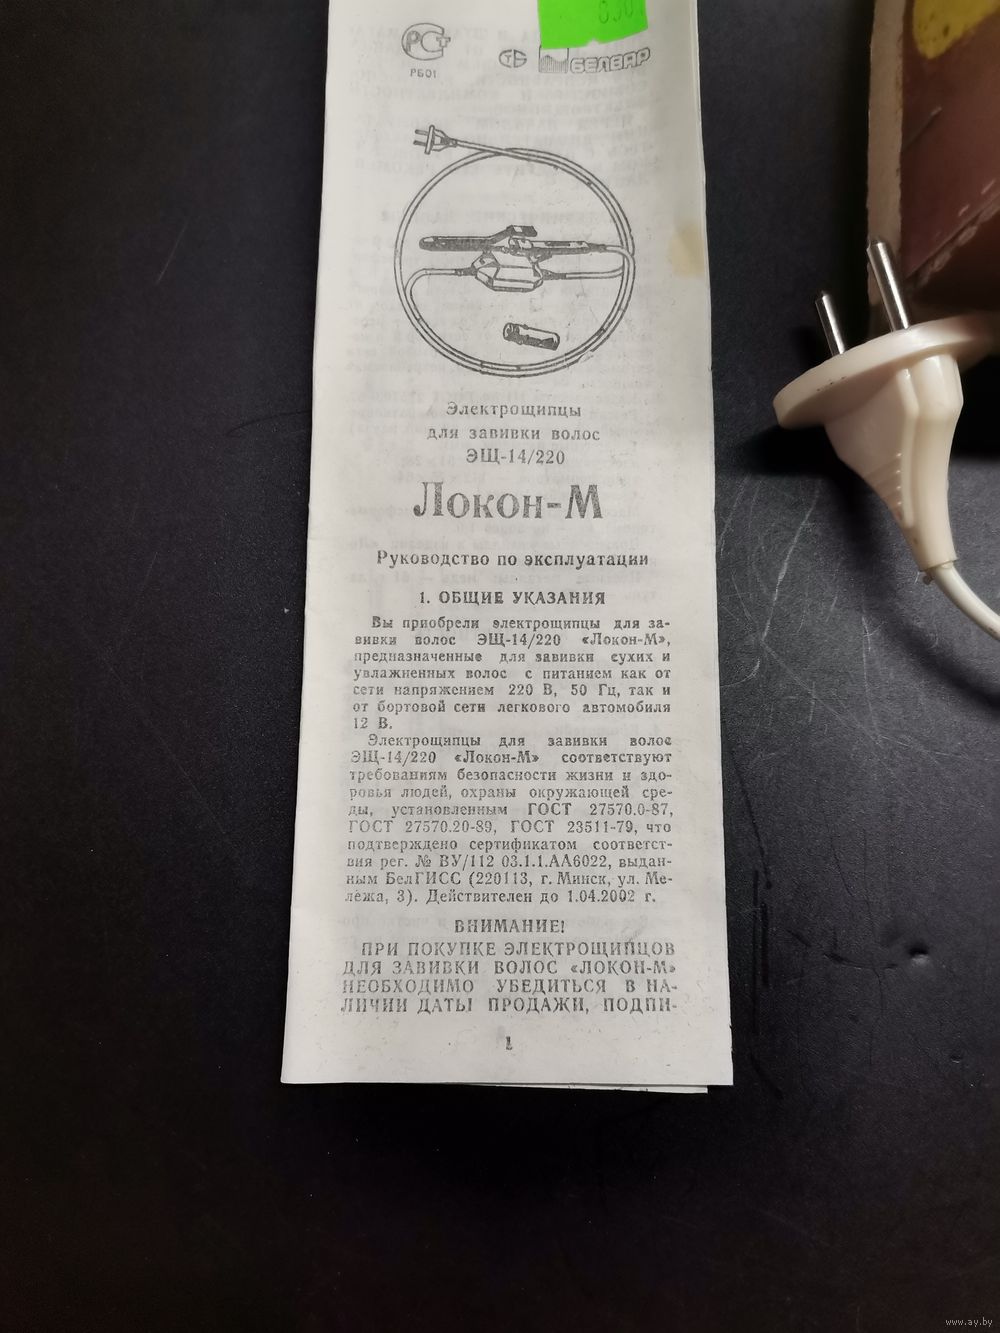 РСТ
РБ01
СТБ
БЕЛВАР
Электрощипцы
для завивки волос
ЭЩ-14/220
Локон-М
Руководство по эксплуатации
1. ОБЩИЕ УКАЗАНИЯ
Вы приобрели электрощипцы для за-
вивки волос ЭЩ-14/220 «Локон-М»,
предназначенные для завивки сухих и
увлажненных волос с питанием как от
сети напряжением 220 В, 50 Гц, так и
от бортовой сети легкового автомобиля
12 В.
Электрощипцы для завивки волос
ЭЩ-14/220 «Локон-М» соответствуют
требованиям безопасности жизни и здо-
ровья людей, охраны окружающей сре-
ды, установленным ГОСТ 27570.0-87,
ГОСТ 27570.20-89, ГОСТ 23511-79, что
подтверждено сертификатом соответст-
вия рег. № ВУ/112 03.1.1.АА6022, выдан-
ным БелГИСС (220113, г. Минск, ул. Ме-
лежа, 3). Действителен до 1.04.2002 г.
ВНИМАНИЕ!
ПРИ ПОКУПКЕ ЭЛЕКТРОЩИПЦОВ
ДЛЯ ЗАВИВКИ ВОЛОС «ЛОКОН-М»
НЕОБХОДИМО УБЕДИТЬСЯ В НА-
ЛИЧИИ ДАТЫ ПРОДАЖИ, ПОДПИ-
1
www.ay.by